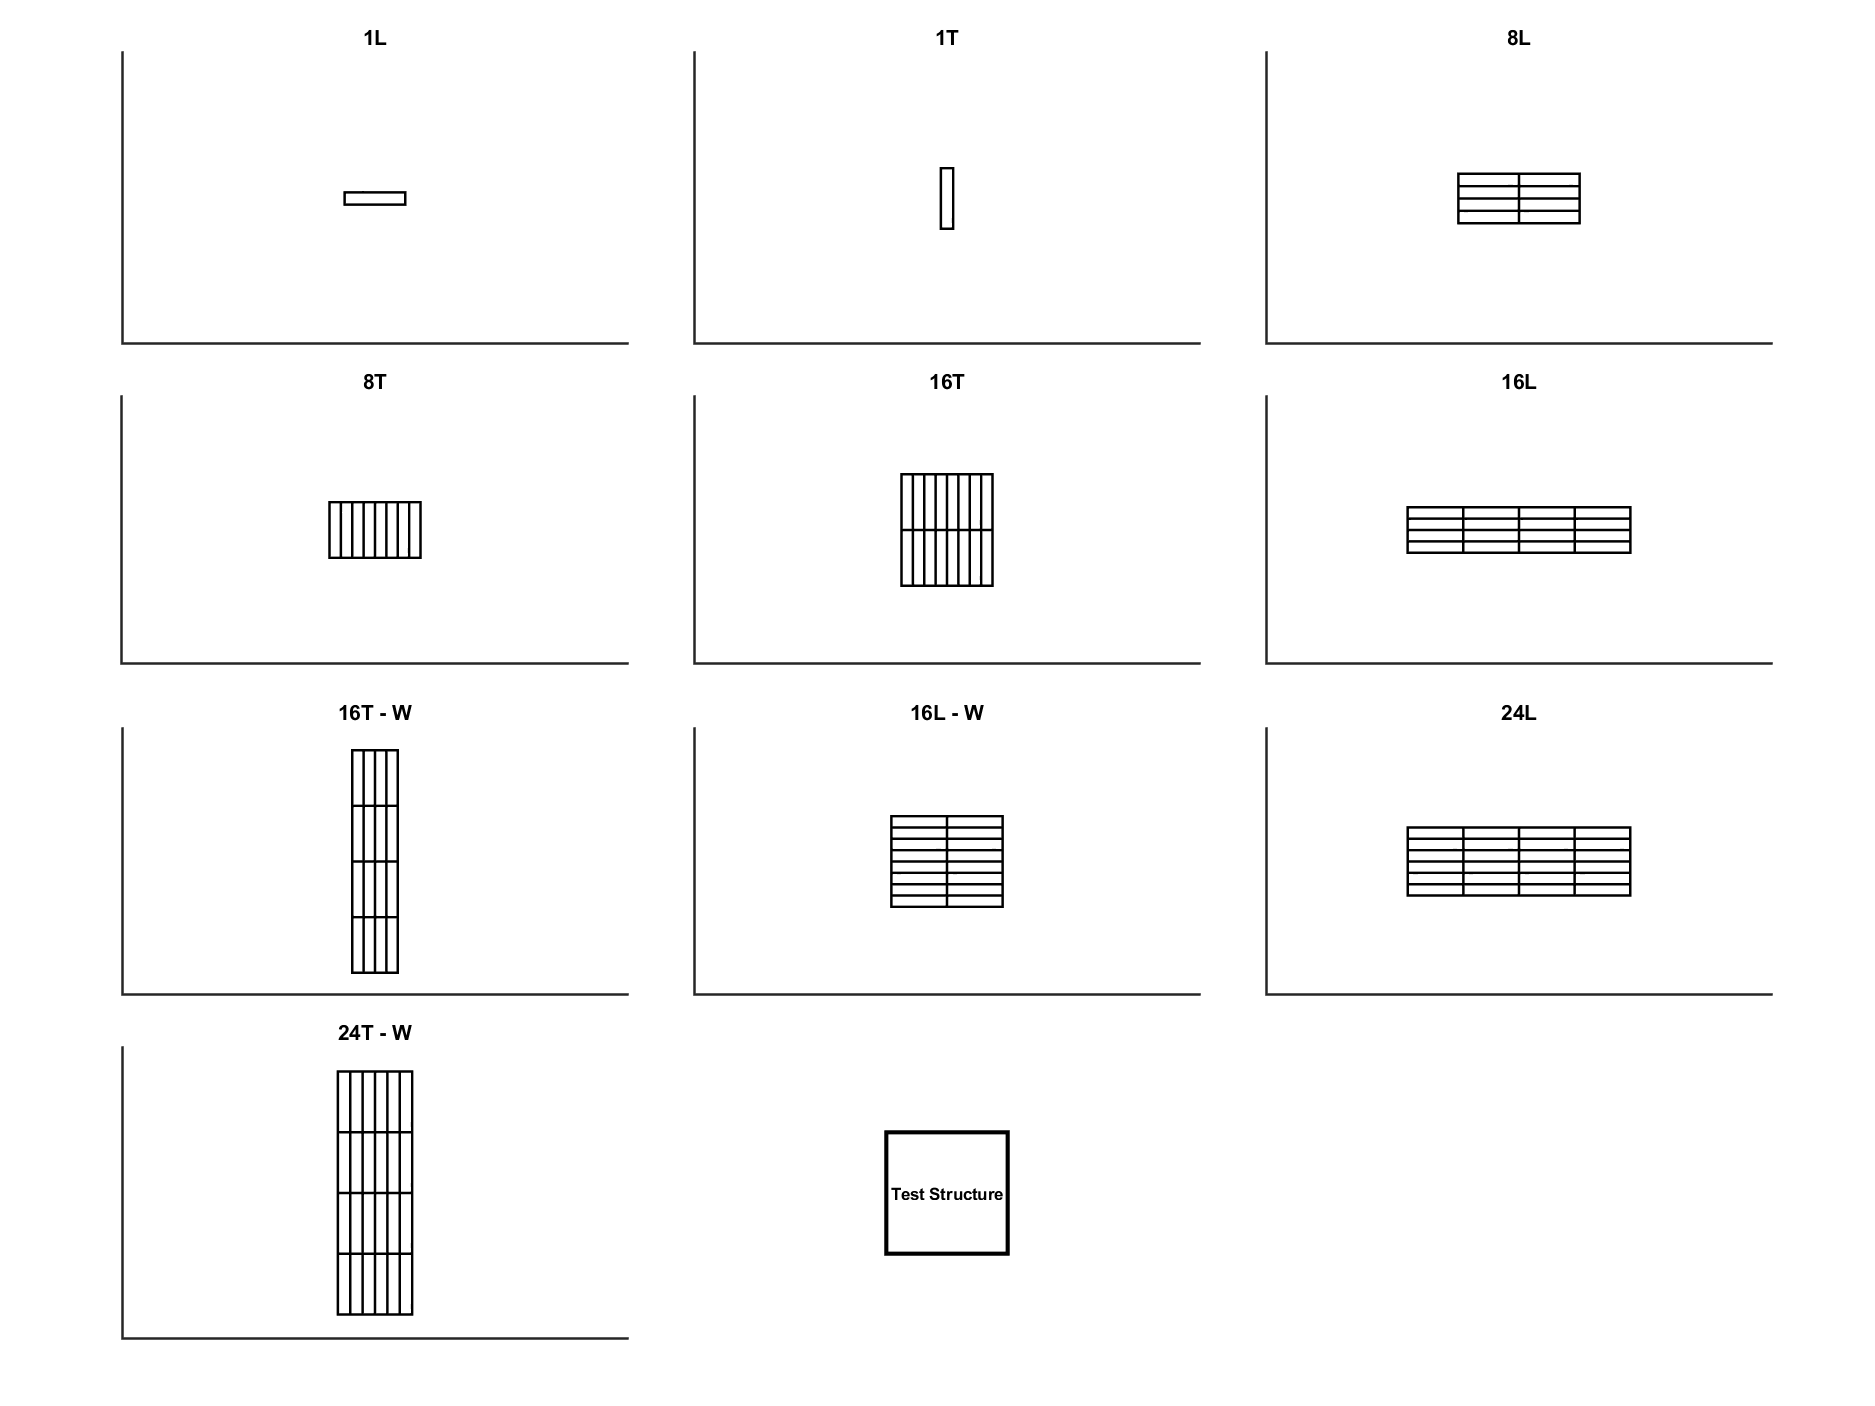 1L
1T
8L
8T
16T
16L
16T - W
16L - W
24L
24T - W
Test Structure